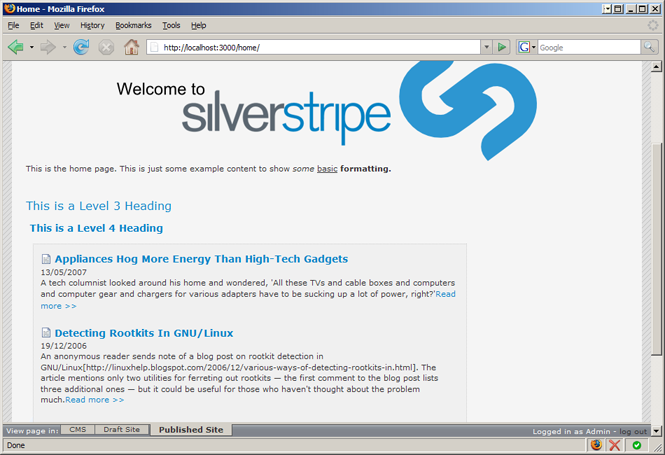 Home - Mozilla Firefox
File Edit View History Bookmarks Tools Help
http://localhost:3000/home/
G Google
Welcome to
silverstripe
This is the home page. This is just some example content to show some basic formatting.
This is a Level 3 Heading
This is a Level 4 Heading
Appliances Hog More Energy Than High-Tech Gadgets
13/05/2007
A tech columnist looked around his home and wondered, 'All these TVs and cable boxes and computers
and computer gear and chargers for various adapters have to be sucking up a lot of power, right?'Read
more >>
Detecting Rootkits In GNU/Linux
19/12/2006
An anonymous reader sends note of a blog post on rootkit detection in
GNU/Linux[http://linuxhelp.blogspot.com/2006/12/various-ways-of-detecting-rootkits-in.html]. The
article mentions only two utilities for ferreting out rootkits — the first comment to the blog post lists
three additional ones — but it could be useful for those who haven't thought about the problem
much.Read more >>
View page in: CMS Draft Site Published Site Logged in as Admin - log out
Done